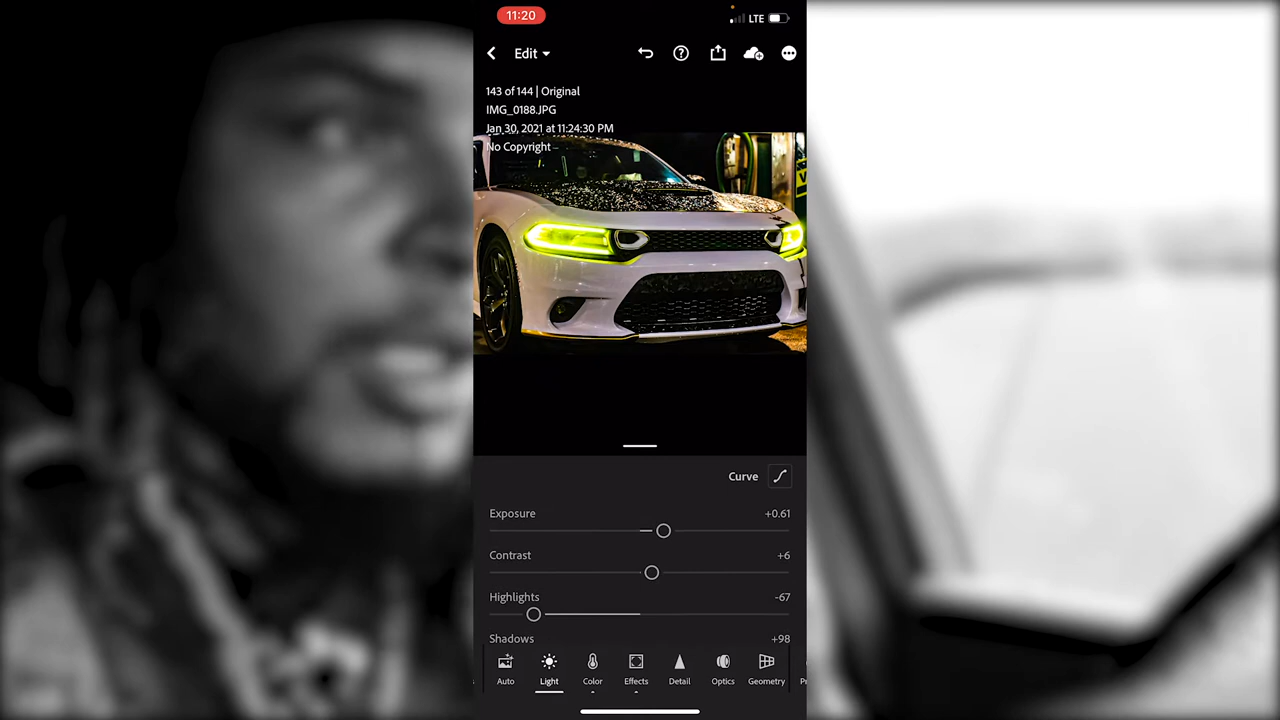 11:20
LTE
Edit
143 of 144 | Original
IMG_0188.JPG
Jan 30, 2021 at 11:24:30 PM
No Copyright
Curve
Exposure +0.61
Contrast +6
Highlights -67
Shadows +98
Auto Light Color Effects Detail Optics Geometry